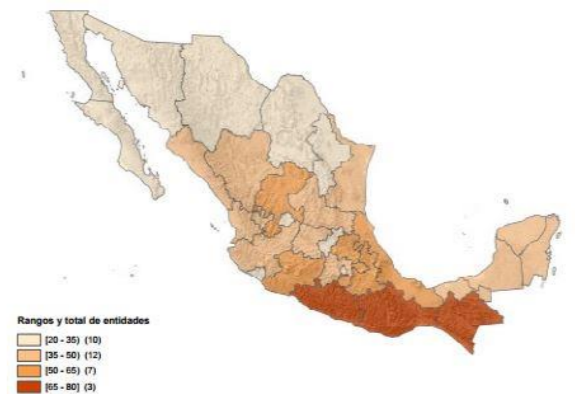 Rangos y total de entidades
[20 - 35) (10)
[35 - 50) (12)
[50 - 65) (7)
[65 - 80] (3)